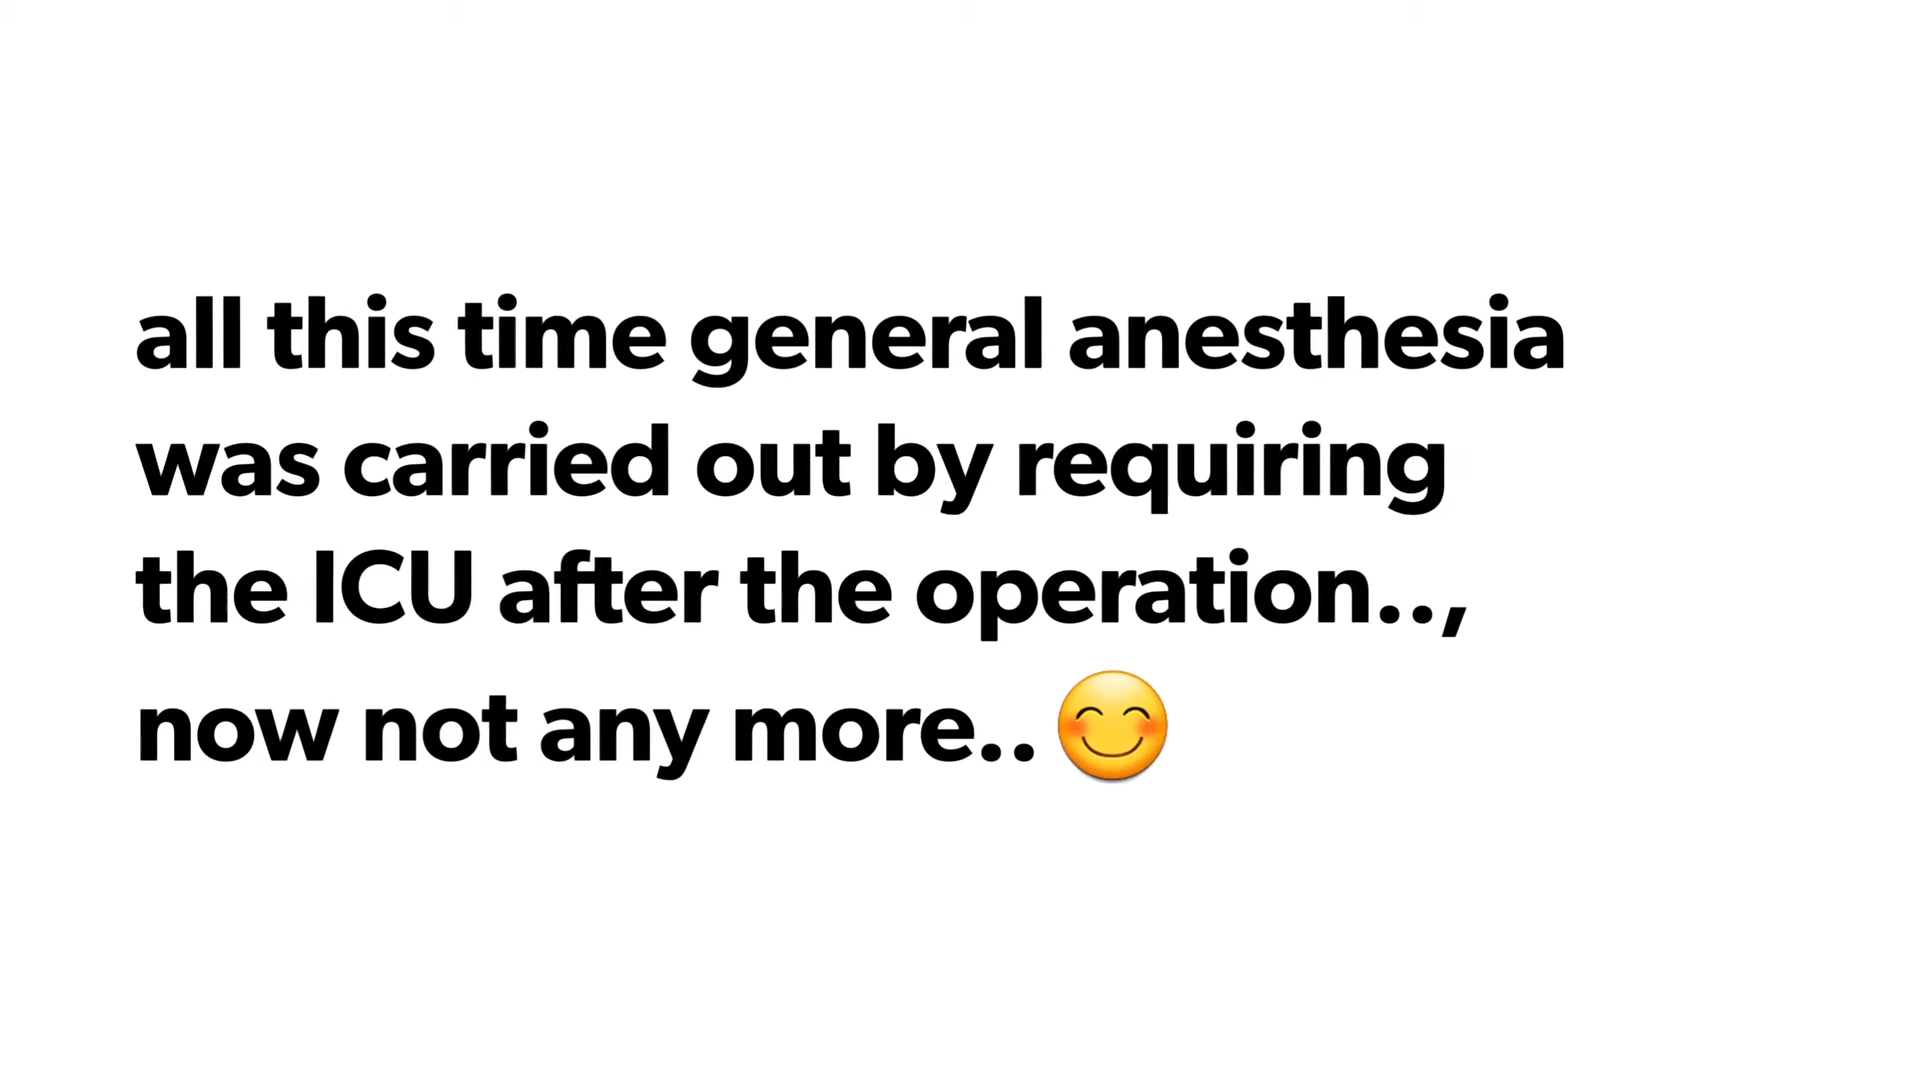 all this time general anesthesia
was carried out by requiring
the ICU after the operation..,
now not any more.. 😊